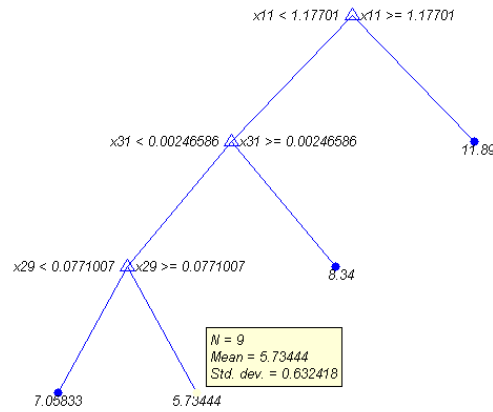 x11 < 1.17701 x11 >= 1.17701
x31 < 0.00246586 x31 >= 0.00246586
11.89
x29 < 0.0771007 x29 >= 0.0771007
8.34
N = 9
Mean = 5.73444
Std. dev. = 0.632418
7.05833
5.73444